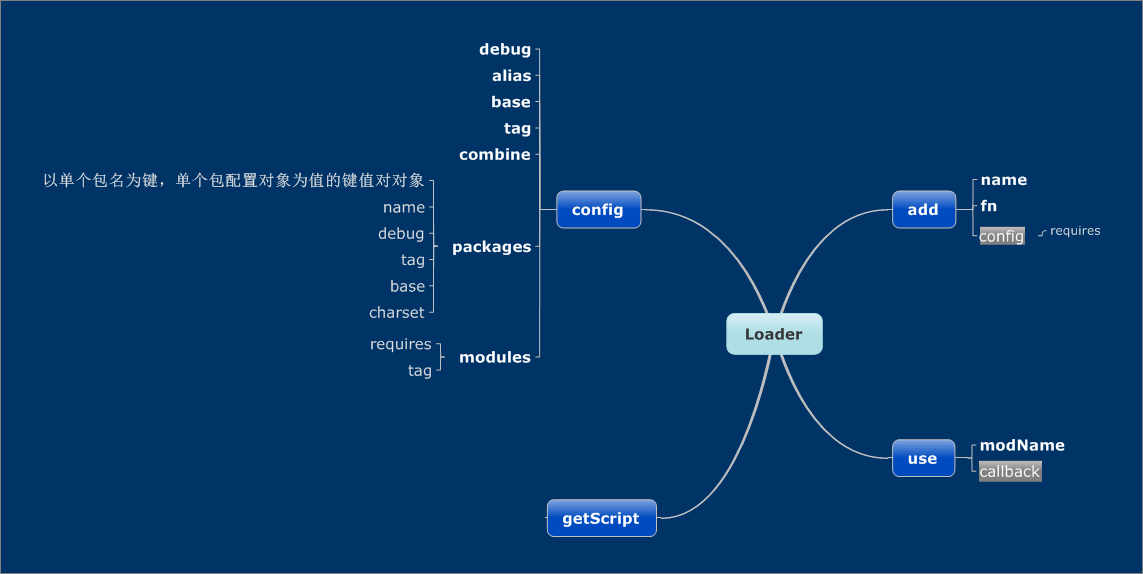 debug
alias
base
tag
combine
以单个包名为键，单个包配置对象为值的键值对对象
name
debug
tag
base
charset
packages
requires
tag
modules
config
Loader
add
name
fn
config
requires
use
modName
callback
getScript